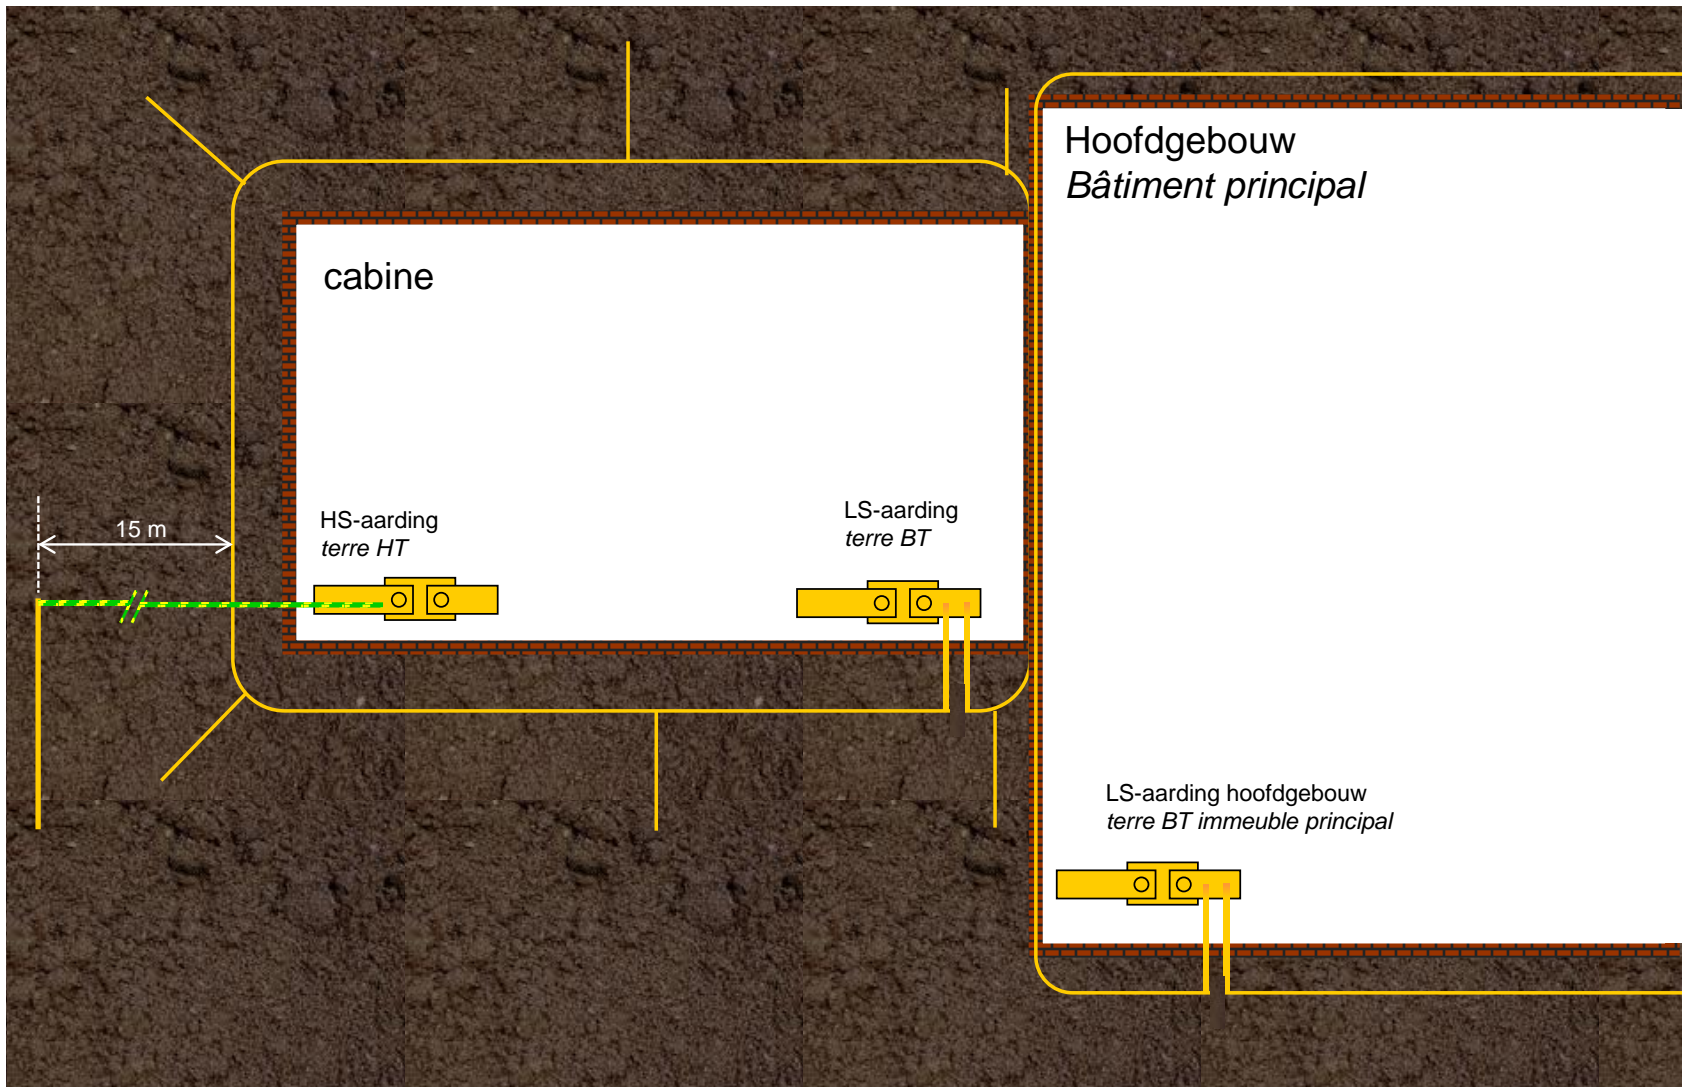 Hoofdgebouw
Bâtiment principal
cabine
15 m
HS-aarding
terre HT
LS-aarding
terre BT
LS-aarding hoofdgebouw
terre BT immeuble principal